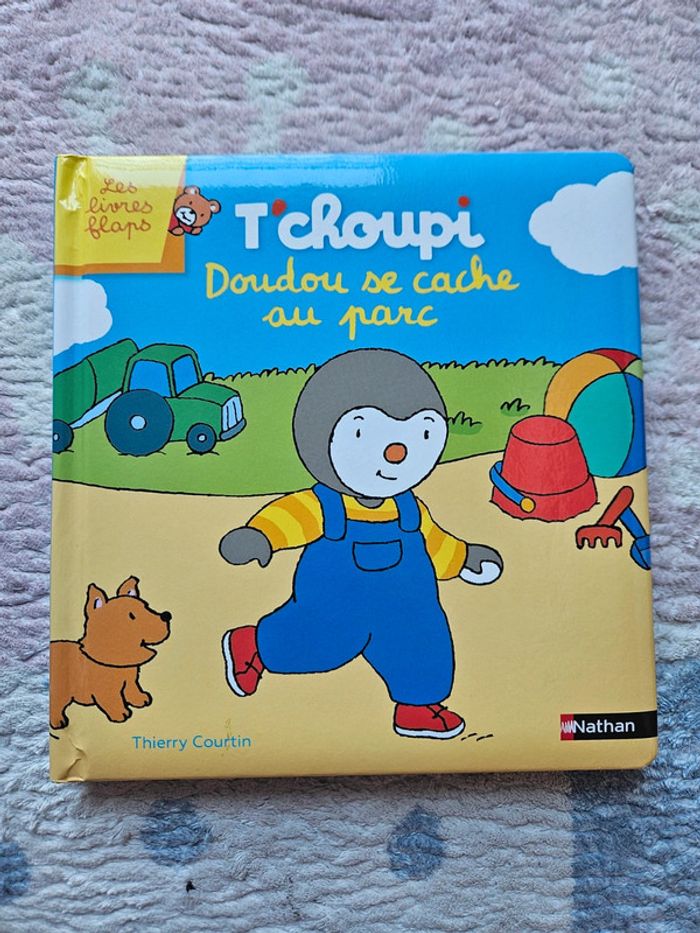 Les
livres
flaps
T'choupi
Doudou se cache
au parc
Thierry Courtin
Nathan